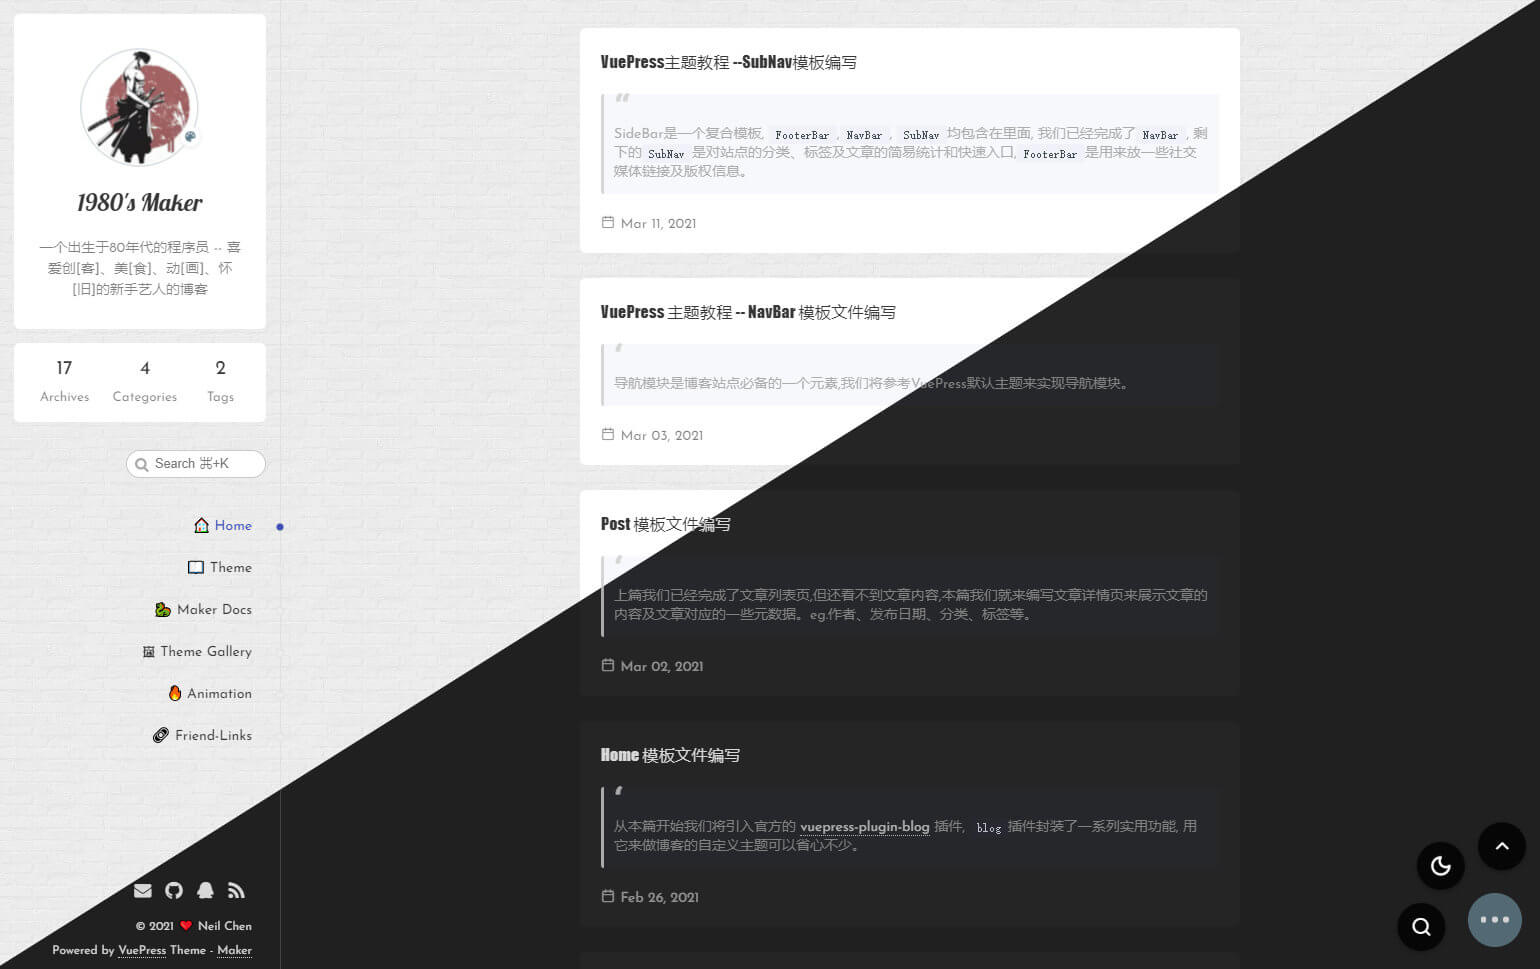 1980's Maker
一个出生于80年代的程序员 -- 喜
爱创[客]、美[食]、动[画]、怀
[旧]的新手艺人的博客
17
4
2
Archives
Categories
Tags
Search ⌘+K
Home
Theme
Maker Docs
Theme Gallery
Animation
Friend-Links
© 2021 ❤ Neil Chen
Powered by VuePress Theme - Maker
VuePress主题教程 --SubNav模板编写
SideBar是一个复合模板, FooterBar , NavBar , SubNav 均包含在里面, 我们已经完成了 NavBar , 剩
下的 SubNav 是对站点的分类、标签及文章的简易统计和快速入口, FooterBar 是用来放一些社交
媒体链接及版权信息。
Mar 11, 2021
VuePress 主题教程 -- NavBar 模板文件编写
导航模块是博客站点必备的一个元素,我们将参考VuePress默认主题来实现导航模块。
Mar 03, 2021
Post 模板文件编写
上篇我们已经完成了文章列表页,但还看不到文章内容,本篇我们就来编写文章详情页来展示文章的
内容及文章对应的一些元数据。eg.作者、发布日期、分类、标签等。
Mar 02, 2021
Home 模板文件编写
从本篇开始我们将引入官方的 vuepress-plugin-blog 插件, blog 插件封装了一系列实用功能, 用
它来做博客的自定义主题可以省心不少。
Feb 26, 2021